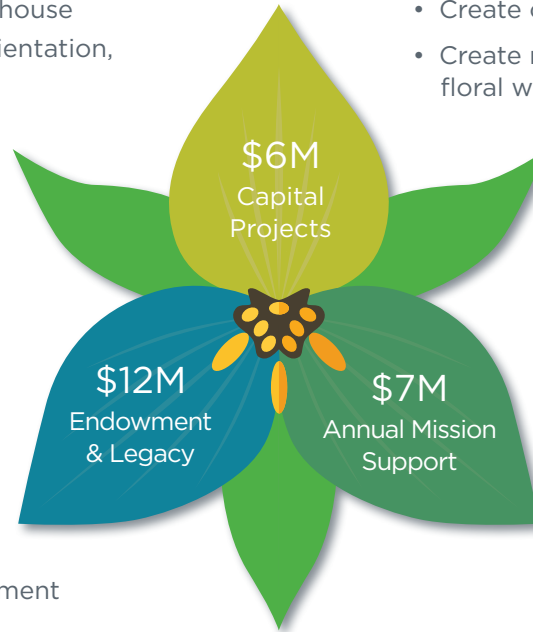 house
ientation,
• Create
• Create
floral
$6M
Capital
Projects
$12M
Endowment
& Legacy
$7M
Annual Mission
Support
ment